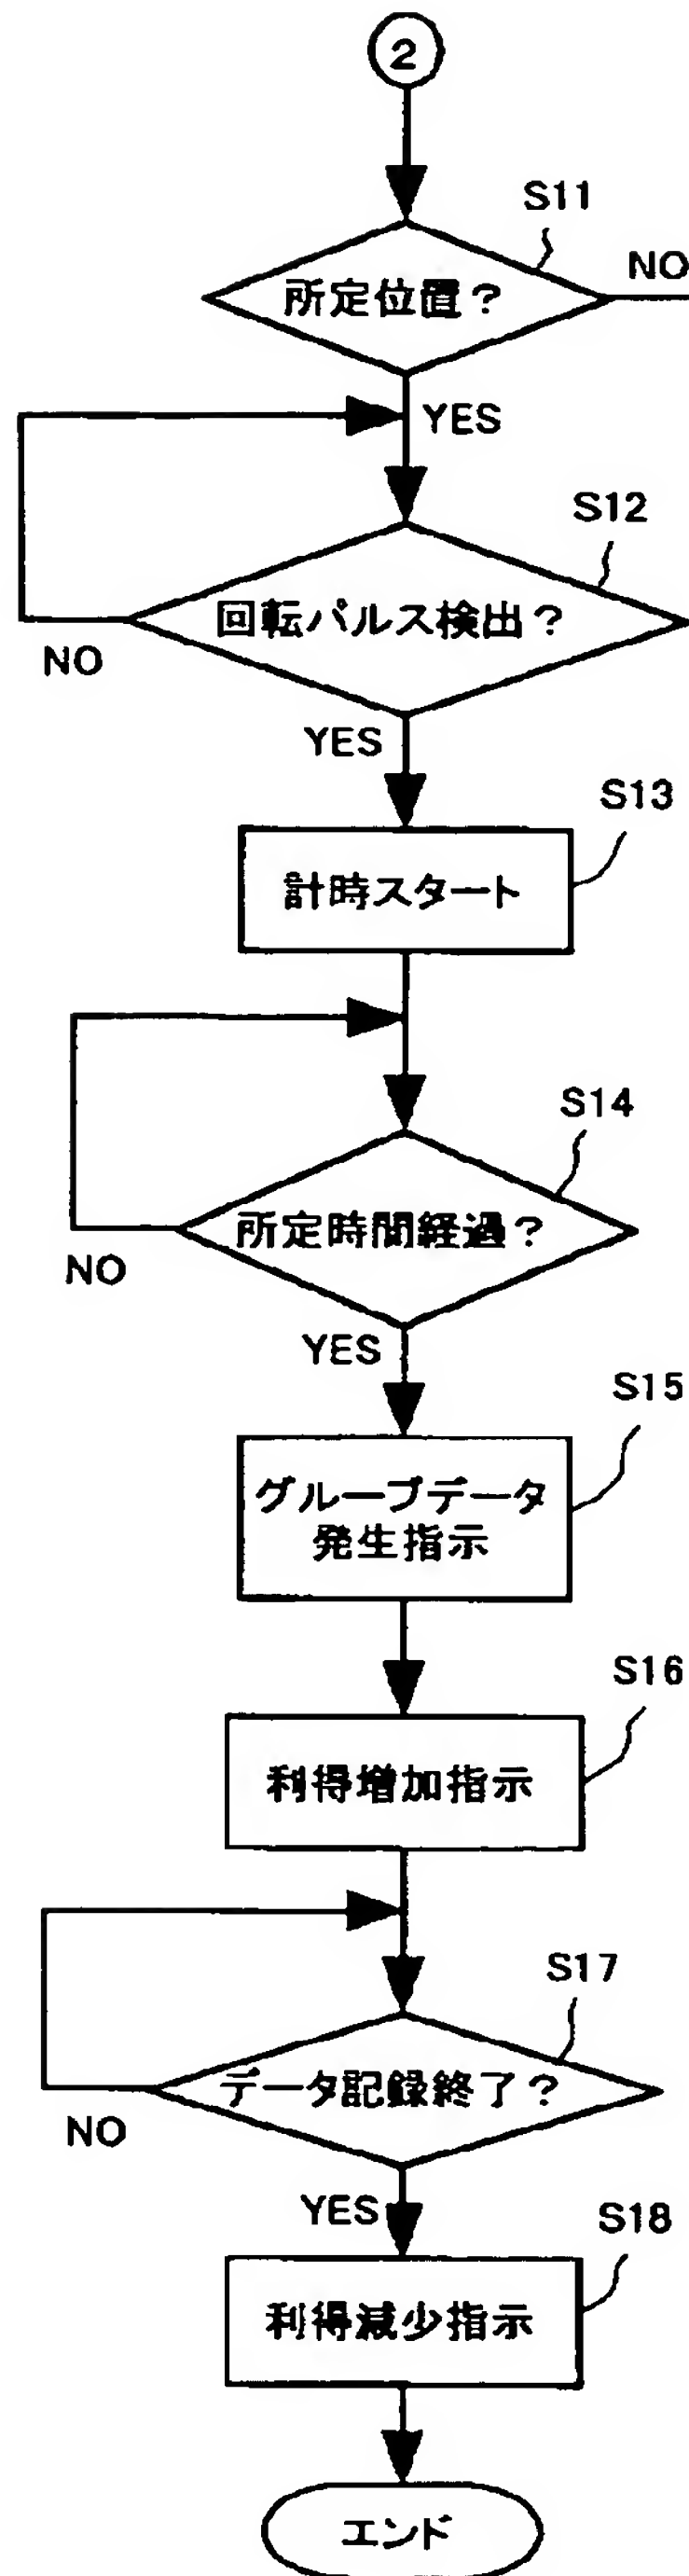 2
S11
所定位置？
NO
YES
S12
回転パルス検出？
NO
YES
S13
計時スタート
S14
所定時間経過？
NO
YES
S15
グルーブデータ
発生指示
S16
利得増加指示
S17
データ記録終了？
NO
YES
S18
利得減少指示
エンド